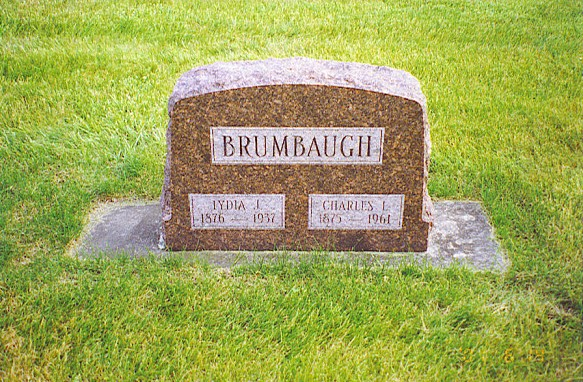 BRUMBAUGH
LYDIA J.
1876 — 1937
CHARLES L.
1875 — 1961